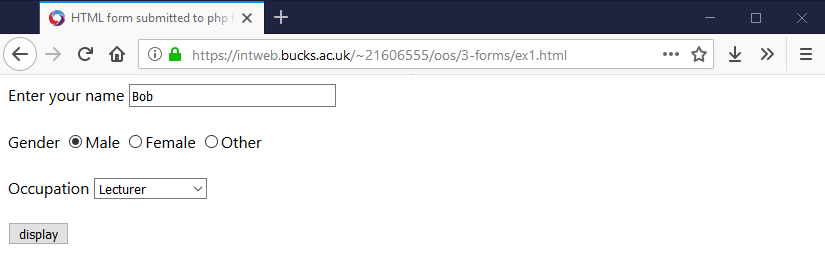 HTML form submitted to php f
https://intweb.bucks.ac.uk/~21606555/oos/3-forms/ex1.html
Enter your name Bob
Gender Male Female Other
Occupation Lecturer
display